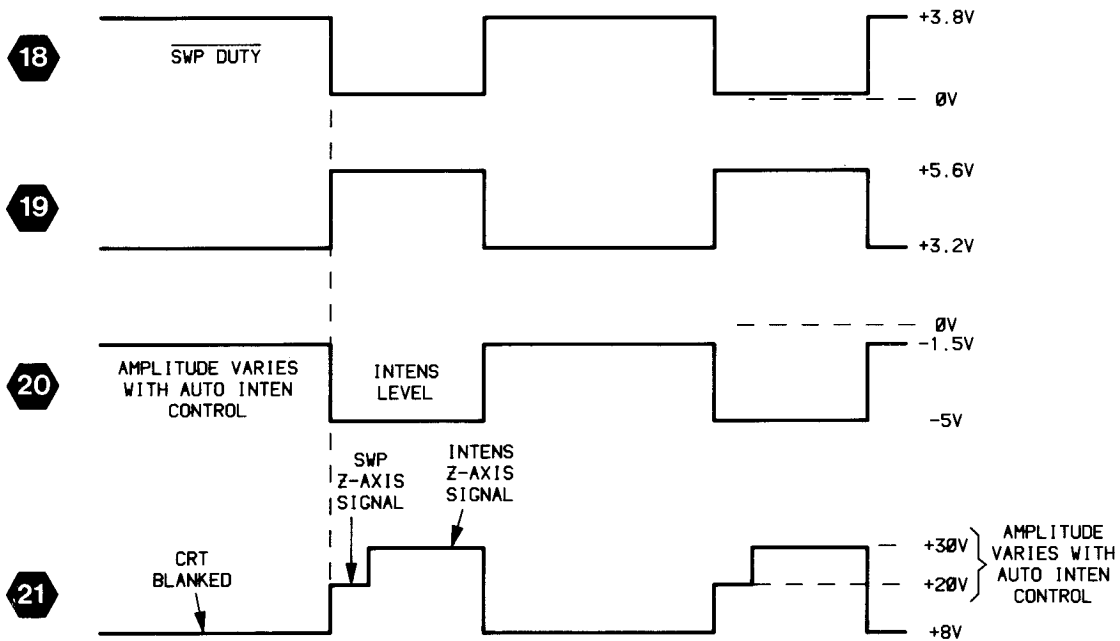 +3.8V
18
SWP DUTY
0V
+5.6V
19
+3.2V
0V
-1.5V
20
AMPLITUDE VARIES
WITH AUTO INTEN
CONTROL
INTENS
LEVEL
-5V
SWP
Z-AXIS
SIGNAL
INTENS
Z-AXIS
SIGNAL
CRT
BLANKED
21
+30V
+20V
+8V
AMPLITUDE
VARIES WITH
AUTO INTEN
CONTROL